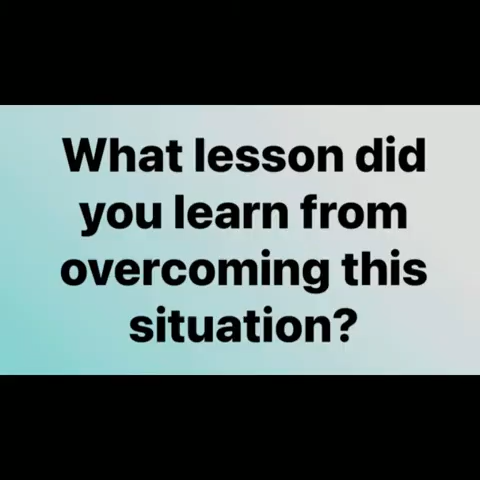 What lesson did
you learn from
overcoming this
situation?